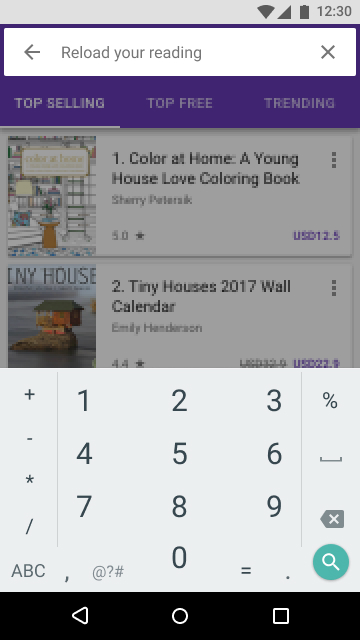 12:30
Reload your reading
TOP SELLING
TOP FREE
TRENDING
color at home
1. Color at Home: A Young
House Love Coloring Book
Sherry Petersik
5.0 ★
USD12.5
TINY HOUSE
2. Tiny Houses 2017 Wall
Calendar
Emily Henderson
4.4 ★
USD32.9 USD22.9
+ 1 2 3 %
- 4 5 6
* 7 8 9
/ 0
ABC , @?# = .